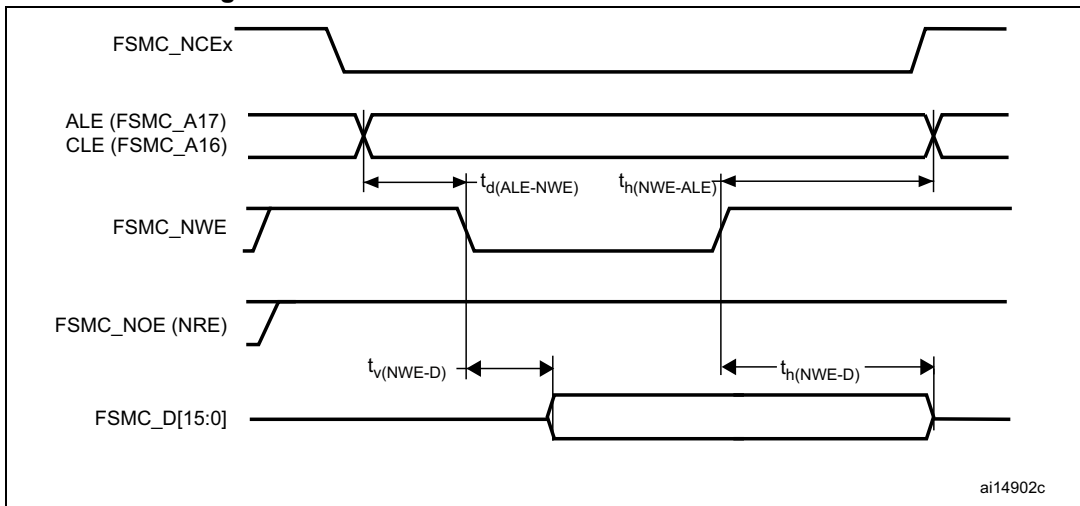 FSMC_NCEx
ALE (FSMC_A17)
CLE (FSMC_A16)
td(ALE-NWE)
th(NWE-ALE)
FSMC_NWE
FSMC_NOE (NRE)
tv(NWE-D)
th(NWE-D)
FSMC_D[15:0]
ai14902c